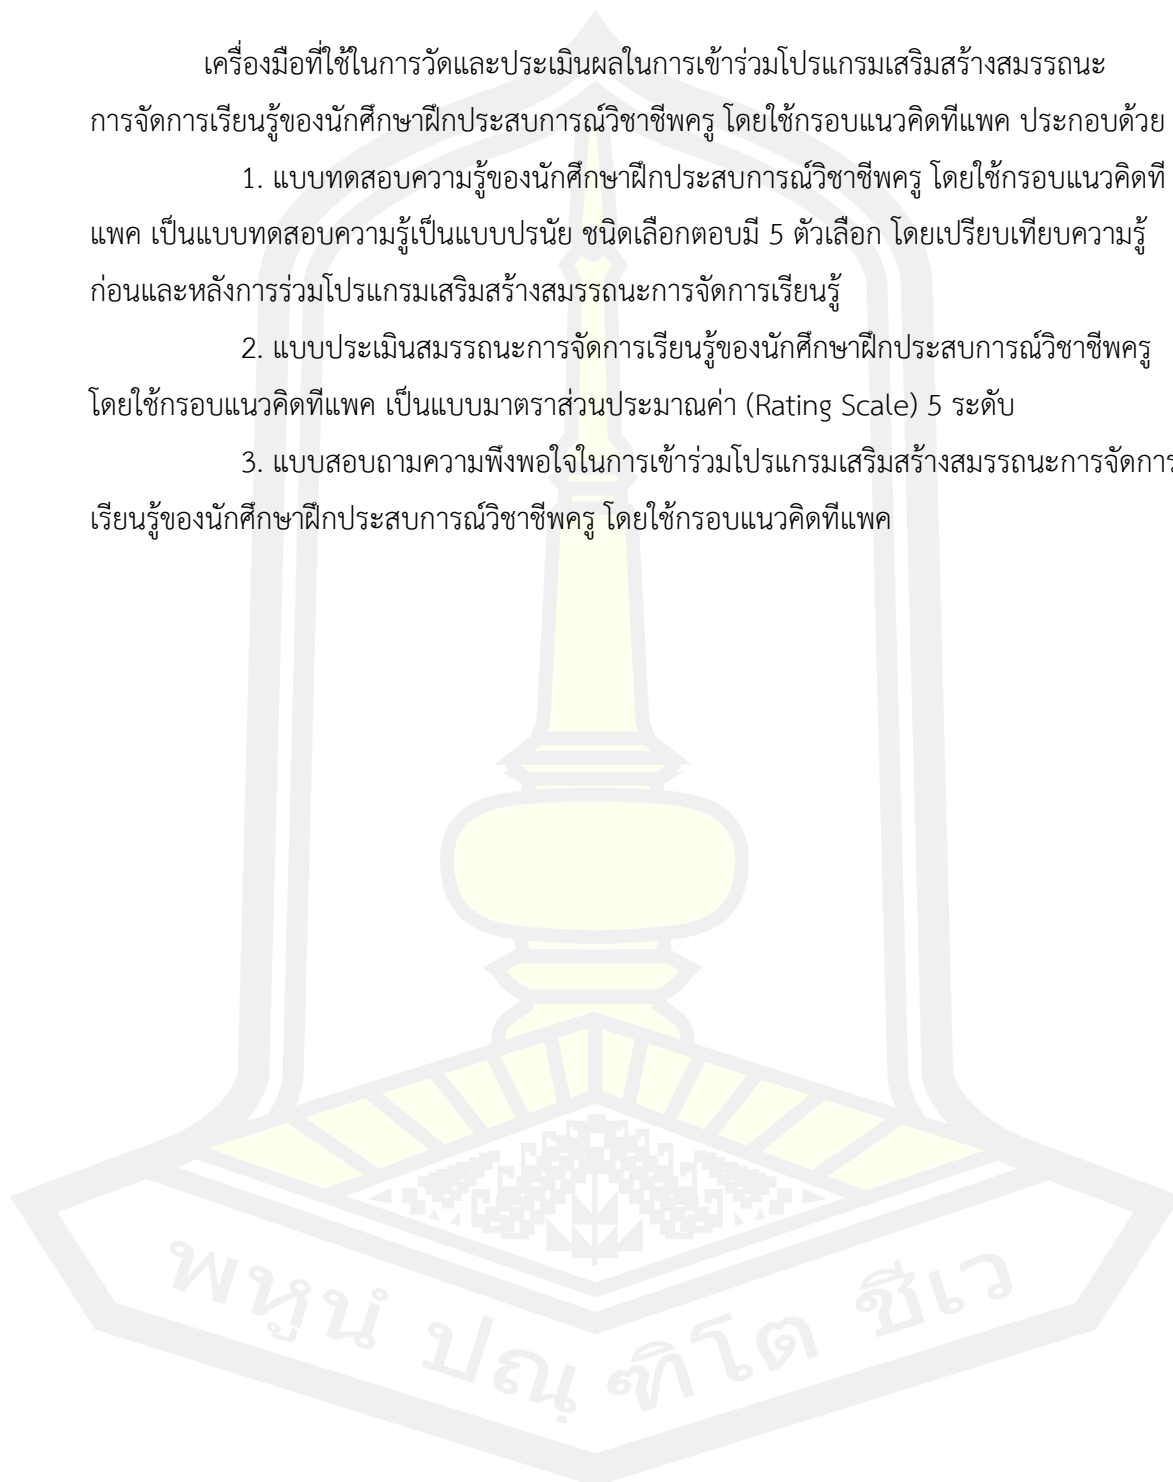 เครื่องมือที่ใช้ในการวัดและประเมินผลในการเข้าร่วมโปรแกรมเสริมสร้างสมรรถนะ
การจัดการเรียนรู้ของนักศึกษาฝึกประสบการณ์วิชาชีพครู โดยใช้กรอบแนวคิดทีแพค ประกอบด้วย
1. แบบทดสอบความรู้ของนักศึกษาฝึกประสบการณ์วิชาชีพครู โดยใช้กรอบแนวคิดที
แพค เป็นแบบทดสอบความรู้เป็นแบบปรนัย ชนิดเลือกตอบมี 5 ตัวเลือก โดยเปรียบเทียบความรู้
ก่อนและหลังการร่วมโปรแกรมเสริมสร้างสมรรถนะการจัดการเรียนรู้
2. แบบประเมินสมรรถนะการจัดการเรียนรู้ของนักศึกษาฝึกประสบการณ์วิชาชีพครู
โดยใช้กรอบแนวคิดทีแพค เป็นแบบมาตราส่วนประมาณค่า (Rating Scale) 5 ระดับ
3. แบบสอบถามความพึงพอใจในการเข้าร่วมโปรแกรมเสริมสร้างสมรรถนะการจัดการ
เรียนรู้ของนักศึกษาฝึกประสบการณ์วิชาชีพครู โดยใช้กรอบแนวคิดทีแพค
พหูนํ ปณฺฑิโต ชีเว